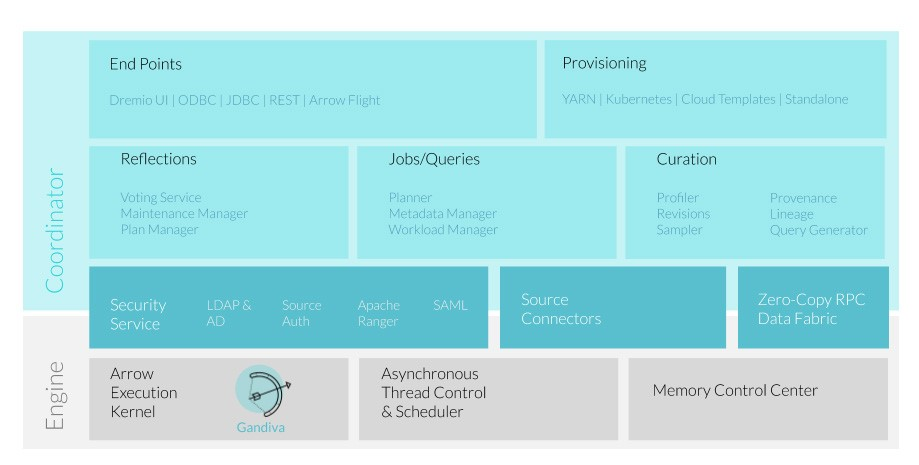 End Points
Dremio UI | ODBC | JDBC | REST | Arrow Flight
Provisioning
YARN | Kubernetes | Cloud Templates | Standalone
Coordinator
Reflections
Voting Service
Maintenance Manager
Plan Manager
Jobs/Queries
Planner
Metadata Manager
Workload Manager
Curation
Profiler
Revisions
Sampler
Provenance
Lineage
Query Generator
Security
Service
LDAP &
AD
Source
Auth
Apache
Ranger
SAML
Source
Connectors
Zero-Copy RPC
Data Fabric
Engine
Arrow
Execution
Kernel
Gandiva
Asynchronous
Thread Control
& Scheduler
Memory Control Center